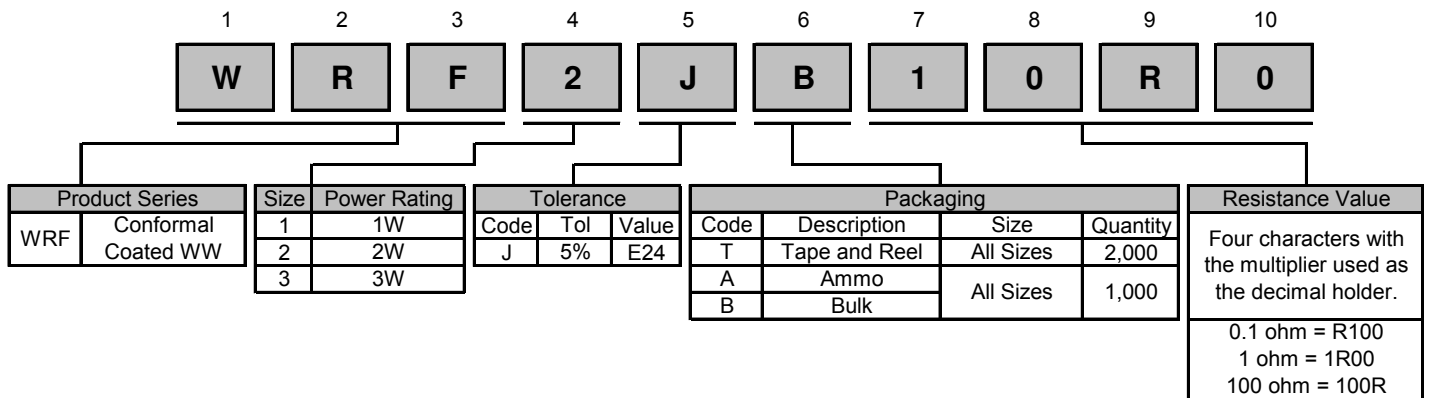 1 2 3 4 5 6 7 8 9 10
W R F 2 J B 1 0 R 0
Product Series
WRF Conformal Coated WW
Size Power Rating
1 1W
2 2W
3 3W
Tolerance
Code Tol Value
J 5% E24
Packaging
Code Description Size Quantity
T Tape and Reel All Sizes 2,000
A Ammo All Sizes 1,000
B Bulk
Resistance Value
Four characters with
the multiplier used as
the decimal holder.
0.1 ohm = R100
1 ohm = 1R00
100 ohm = 100R